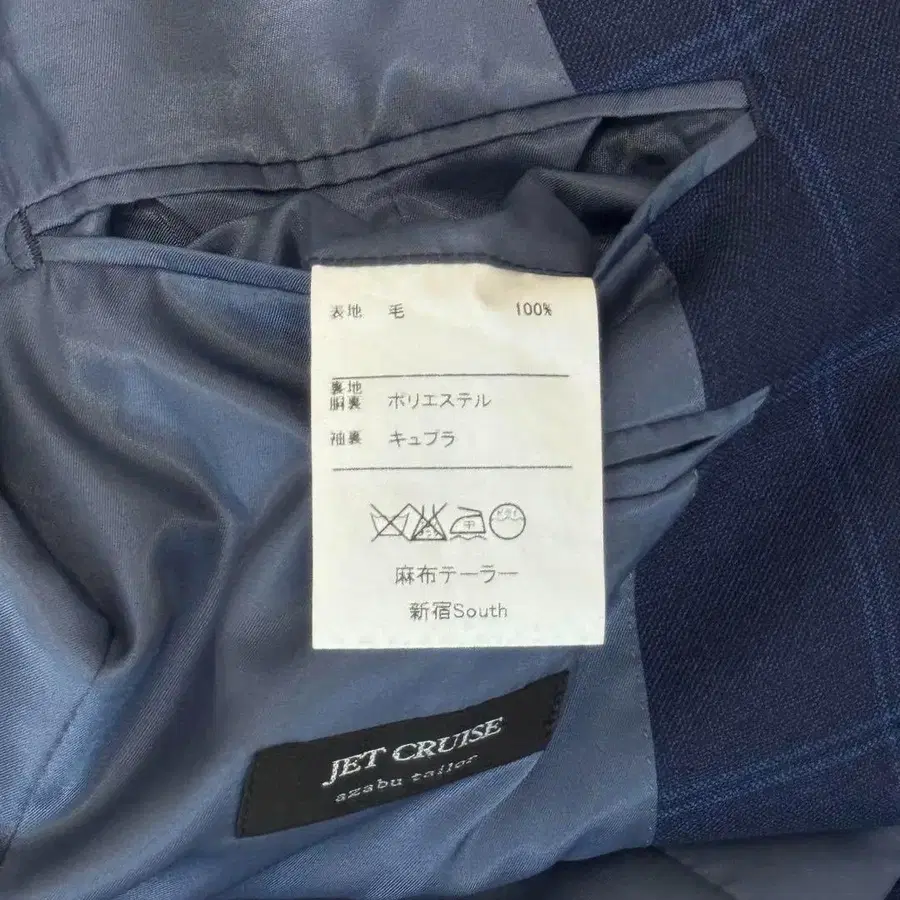 表地 毛 100%
裏地
胴裏 ポリエステル
袖裏 キュプラ
麻布テーラー
新宿South
JET CRUISE
azabu tailor